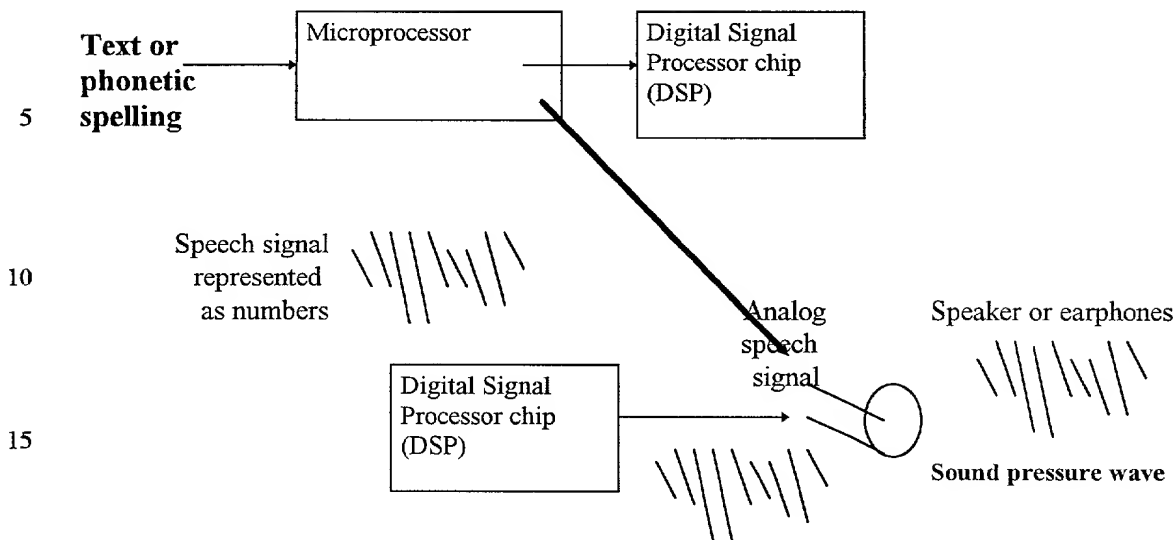 Text or
phonetic
spelling
Microprocessor
Digital Signal
Processor chip
(DSP)
5
Speech signal
represented
as numbers
10
Analog
speech
signal
Speaker or earphones
Digital Signal
Processor chip
(DSP)
15
Sound pressure wave